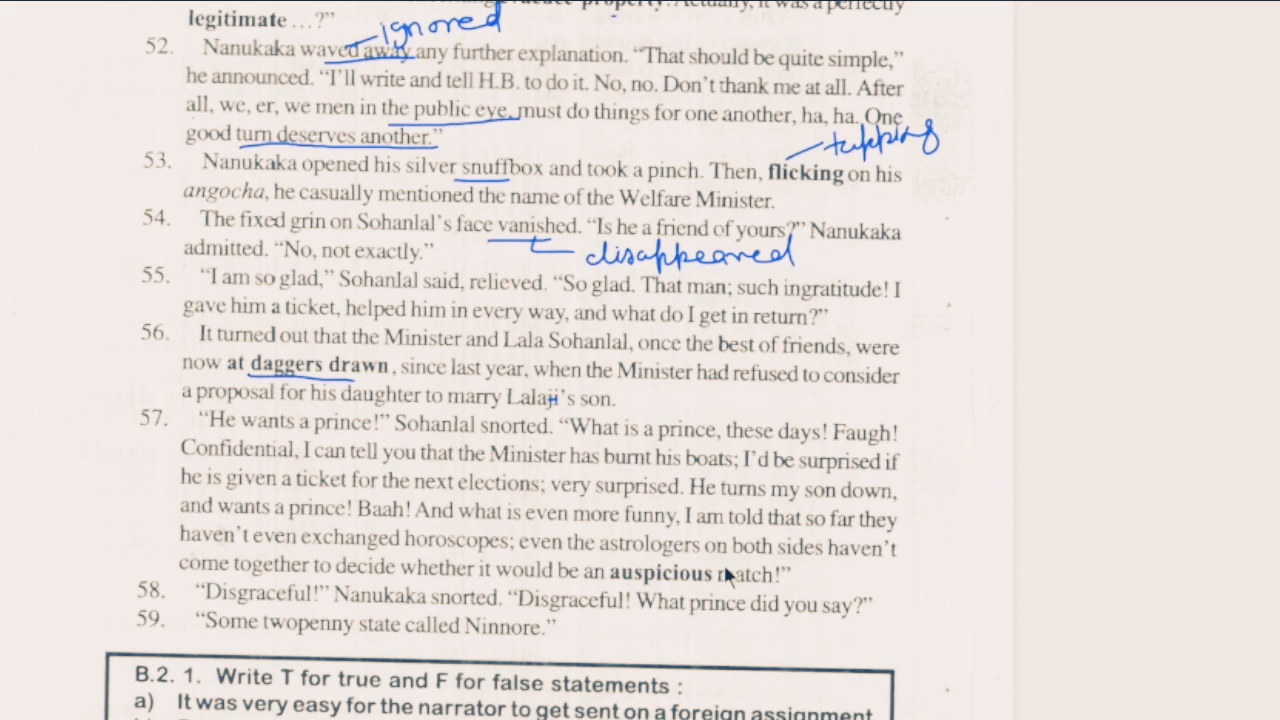 property. Actually, it was a perfectly
legitimate ...?”
ignored
52. Nanukaka waved away any further explanation. “That should be quite simple,”
he announced. “I’ll write and tell H.B. to do it. No, no. Don’t thank me at all. After
all, we, er, we men in the public eye, must do things for one another, ha, ha. One
good turn deserves another.”
53. Nanukaka opened his silver snuffbox and took a pinch. Then, flicking on his
angocha, he casually mentioned the name of the Welfare Minister.
54. The fixed grin on Sohanlal’s face vanished. “Is he a friend of yours?” Nanukaka
admitted. “No, not exactly.”
disappeared
55. “I am so glad,” Sohanlal said, relieved. “So glad. That man; such ingratitude! I
gave him a ticket, helped him in every way, and what do I get in return?”
56. It turned out that the Minister and Lala Sohanlal, once the best of friends, were
now at daggers drawn, since last year, when the Minister had refused to consider
a proposal for his daughter to marry Lalaji’s son.
57. “He wants a prince!” Sohanlal snorted. “What is a prince, these days! Faugh!
Confidential, I can tell you that the Minister has burnt his boats; I’d be surprised if
he is given a ticket for the next elections; very surprised. He turns my son down,
and wants a prince! Baah! And what is even more funny, I am told that so far they
haven’t even exchanged horoscopes; even the astrologers on both sides haven’t
come together to decide whether it would be an auspicious match!”
58. “Disgraceful!” Nanukaka snorted. “Disgraceful! What prince did you say?”
59. “Some twopenny state called Ninnore.”
B.2. 1. Write T for true and F for false statements :
a) It was very easy for the narrator to get sent on a foreign assignment